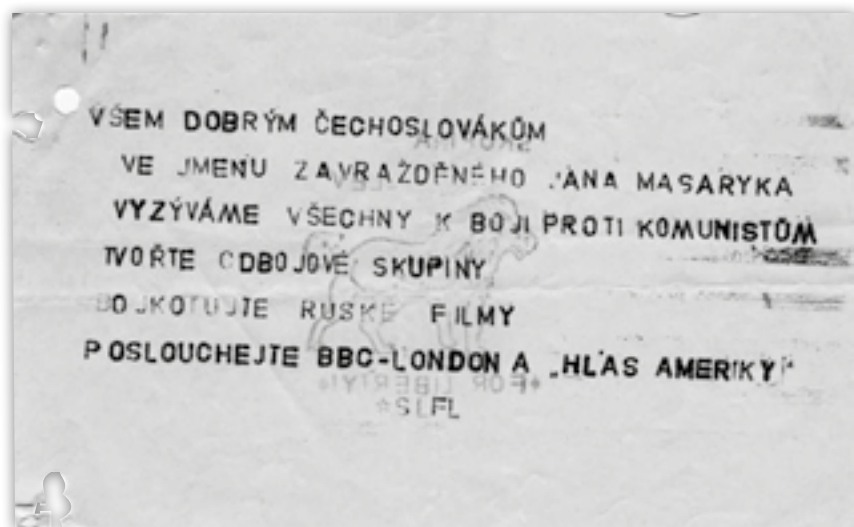 VŠEM DOBRÝM ČECHOSLOVÁKŮM
VE JMENU ZAVRAŽDĚNÉHO JANA MASARYKA
VYZÝVÁME VŠECHNY K BOJI PROTI KOMUNISTŮM
TVOŘTE ODBOJOVÉ SKUPINY
BOJKOTUJTE RUSKÉ FILMY
POSLOUCHEJTE BBC-LONDON A „HLAS AMERIKY"
*FOR LIBERTY!*
*SLFL